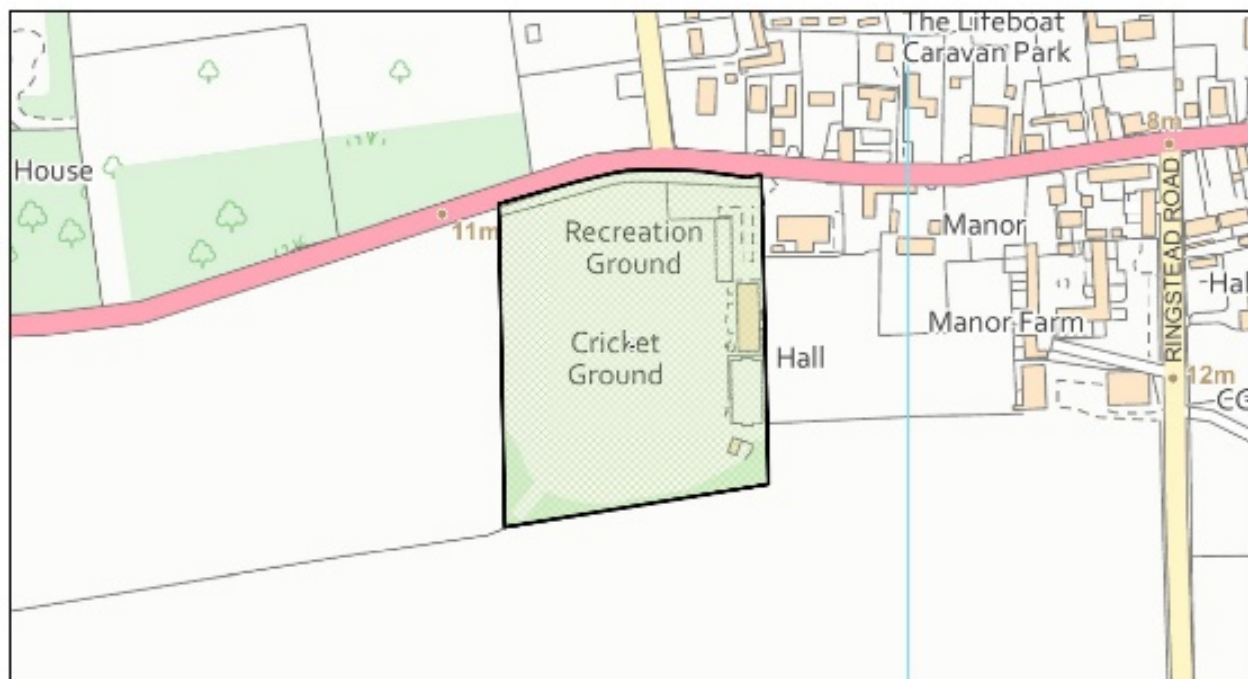 The Lifeboat
Caravan Park
8m
House
11m
Recreation
Ground
Manor
RINGSTEAD ROAD
Manor Farm
Cricket
Ground
Hall
12m